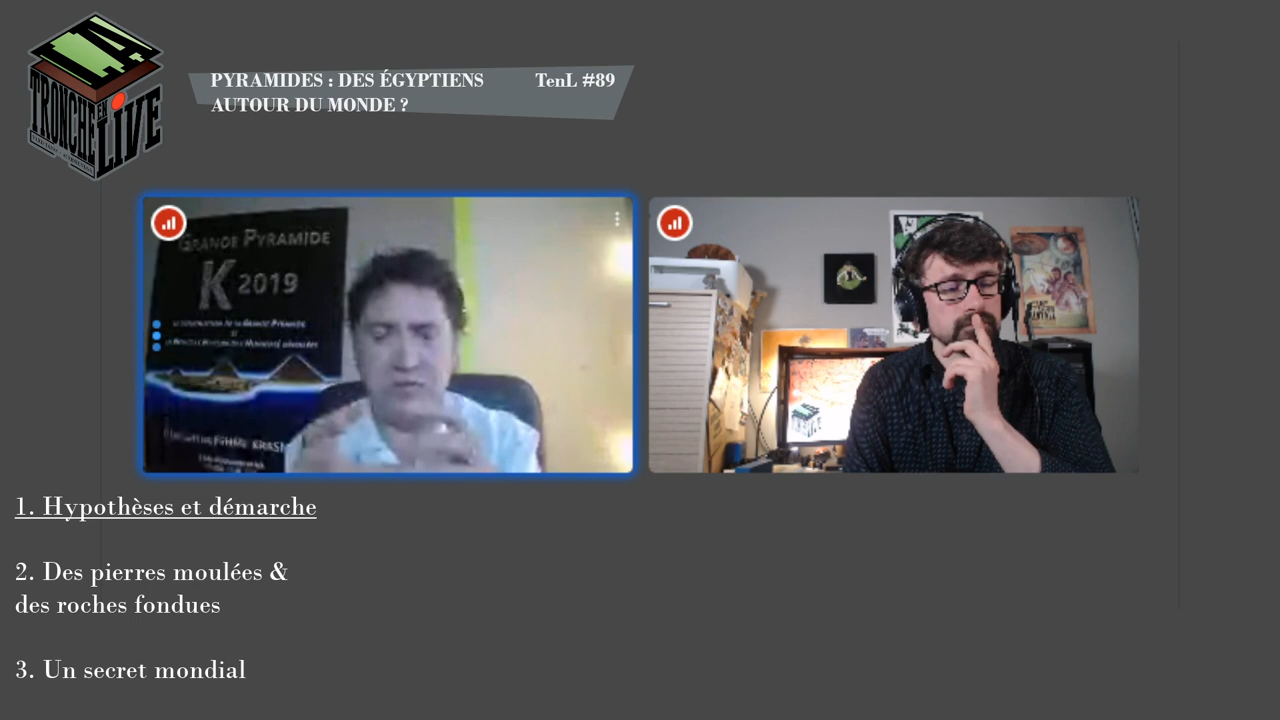 TRONCHE
EN
LIVE
PYRAMIDES : DES ÉGYPTIENS
AUTOUR DU MONDE ?
TenL #89
GRANDE PYRAMIDE
K 2019
1. Hypothèses et démarche
2. Des pierres moulées &
des roches fondues
3. Un secret mondial